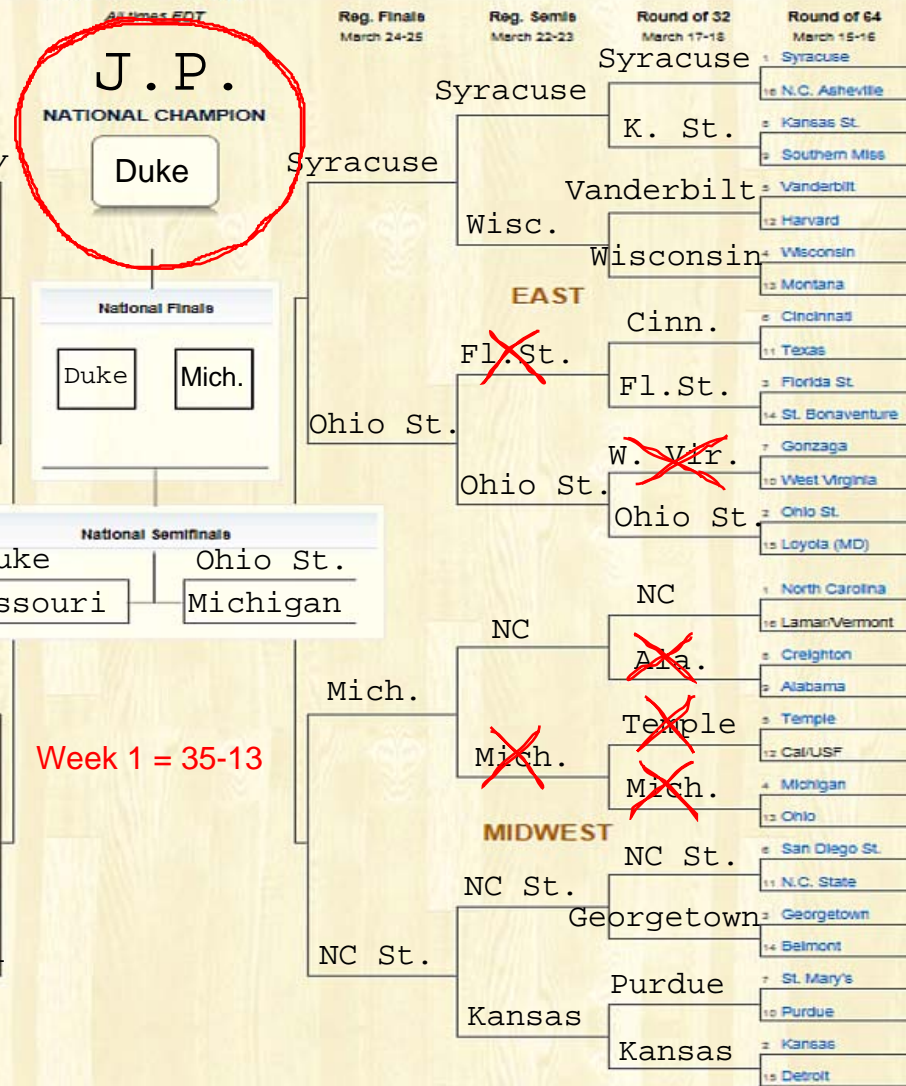 All times EDT
Reg. Finals
March 24-25
Reg. Semis
March 22-23
Round of 32
March 17-18
Round of 64
March 15-16
J.P.
NATIONAL CHAMPION
Duke
National Finals
Duke
Mich.
National Semifinals
Ohio St.
Michigan
Week 1 = 35-13
Syracuse
Ohio St.
Mich.
NC St.
Syracuse
Wisc.
EAST
Fl.St.
Ohio St.
NC
Mich.
MIDWEST
NC St.
Kansas
Syracuse
K. St.
Vanderbilt
Wisconsin
Cinn.
Fl.St.
W. Vir.
Ohio St.
NC
Ala.
Temple
Mich.
NC St.
Georgetown
Purdue
Kansas
1 Syracuse
16 N.C. Asheville
8 Kansas St.
9 Southern Miss
5 Vanderbilt
12 Harvard
4 Wisconsin
13 Montana
6 Cincinnati
11 Texas
3 Florida St.
14 St. Bonaventure
7 Gonzaga
10 West Virginia
2 Ohio St.
15 Loyola (MD)
1 North Carolina
16 Lamar/Vermont
8 Creighton
9 Alabama
5 Temple
12 Cal/USF
4 Michigan
13 Ohio
6 San Diego St.
11 N.C. State
3 Georgetown
14 Belmont
7 St. Mary's
10 Purdue
2 Kansas
15 Detroit